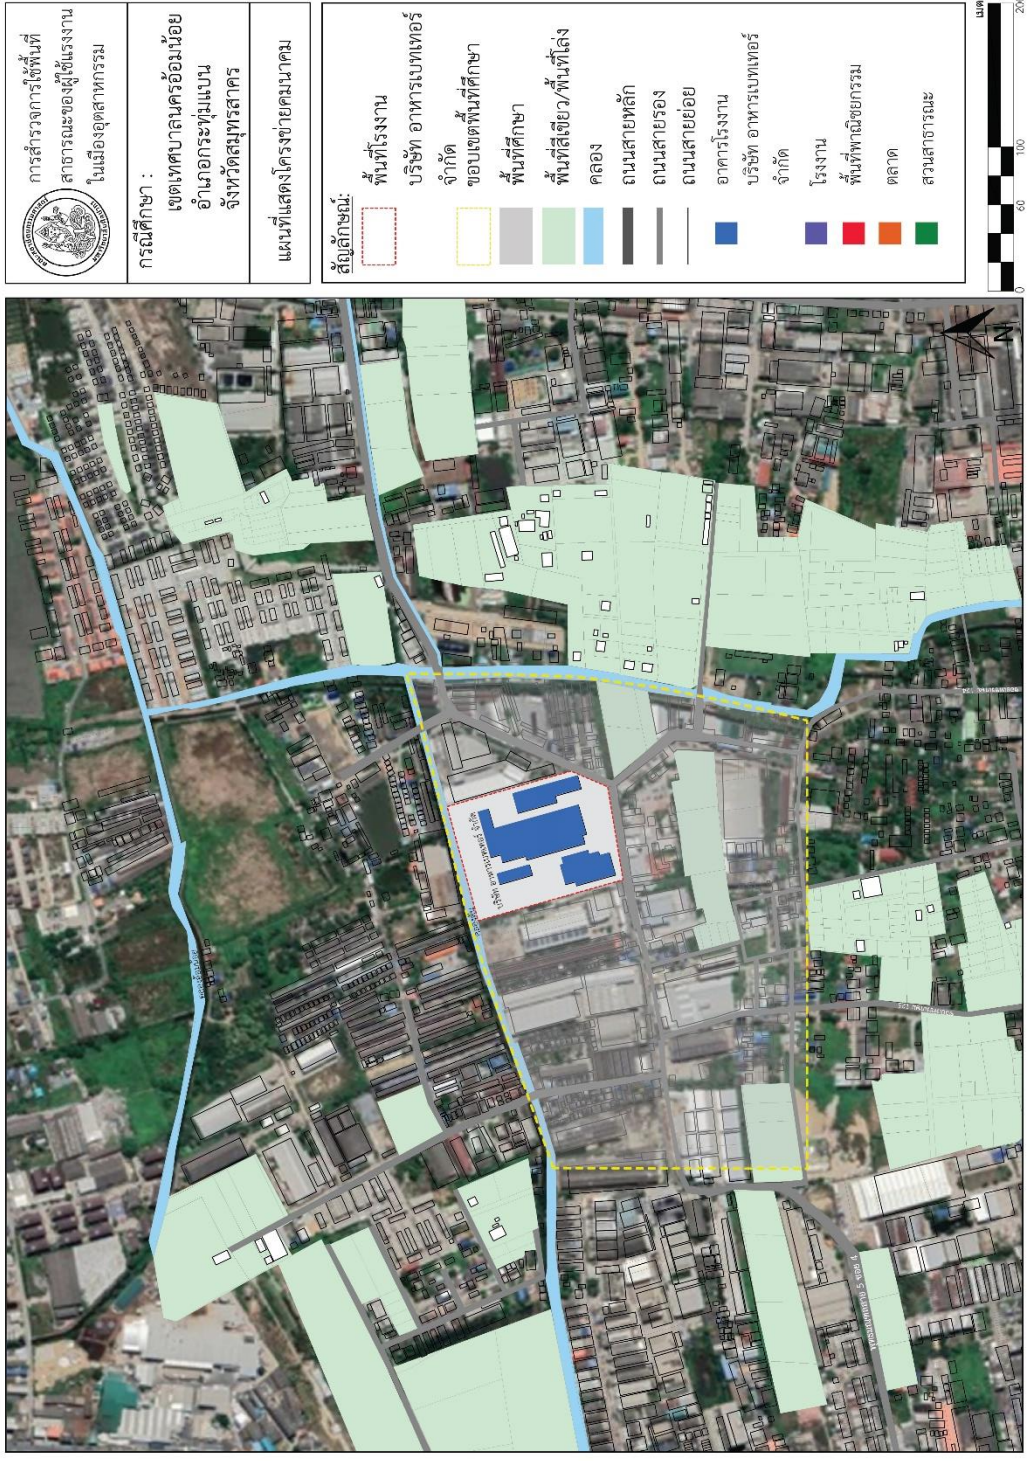 การสำรวจการใช้พื้นที่
สาธารณะของผู้ใช้แรงงาน
ในเมืองอุตสาหกรรม
กรณีศึกษา :
เขตเทศบาลนครอ้อมน้อย
อำเภอกระทุ่มแบน
จังหวัดสมุทรสาคร
แผนที่แสดงโครงข่ายคมนาคม
สัญลักษณ์:
พื้นที่โรงงาน
บริษัท อาหารเบทเทอร์
จำกัด
ขอบเขตพื้นที่ศึกษา
พื้นที่ศึกษา
พื้นที่สีเขียว/พื้นที่โล่ง
คลอง
ถนนสายหลัก
ถนนสายรอง
ถนนสายย่อย
อาคารโรงงาน
บริษัท อาหารเบทเทอร์
จำกัด
โรงงาน
พื้นที่พาณิชยกรรม
ตลาด
สวนสาธารณะ
0 60 100 200
เมตร
N
บริษัท อาหารเบทเทอร์ จำกัด